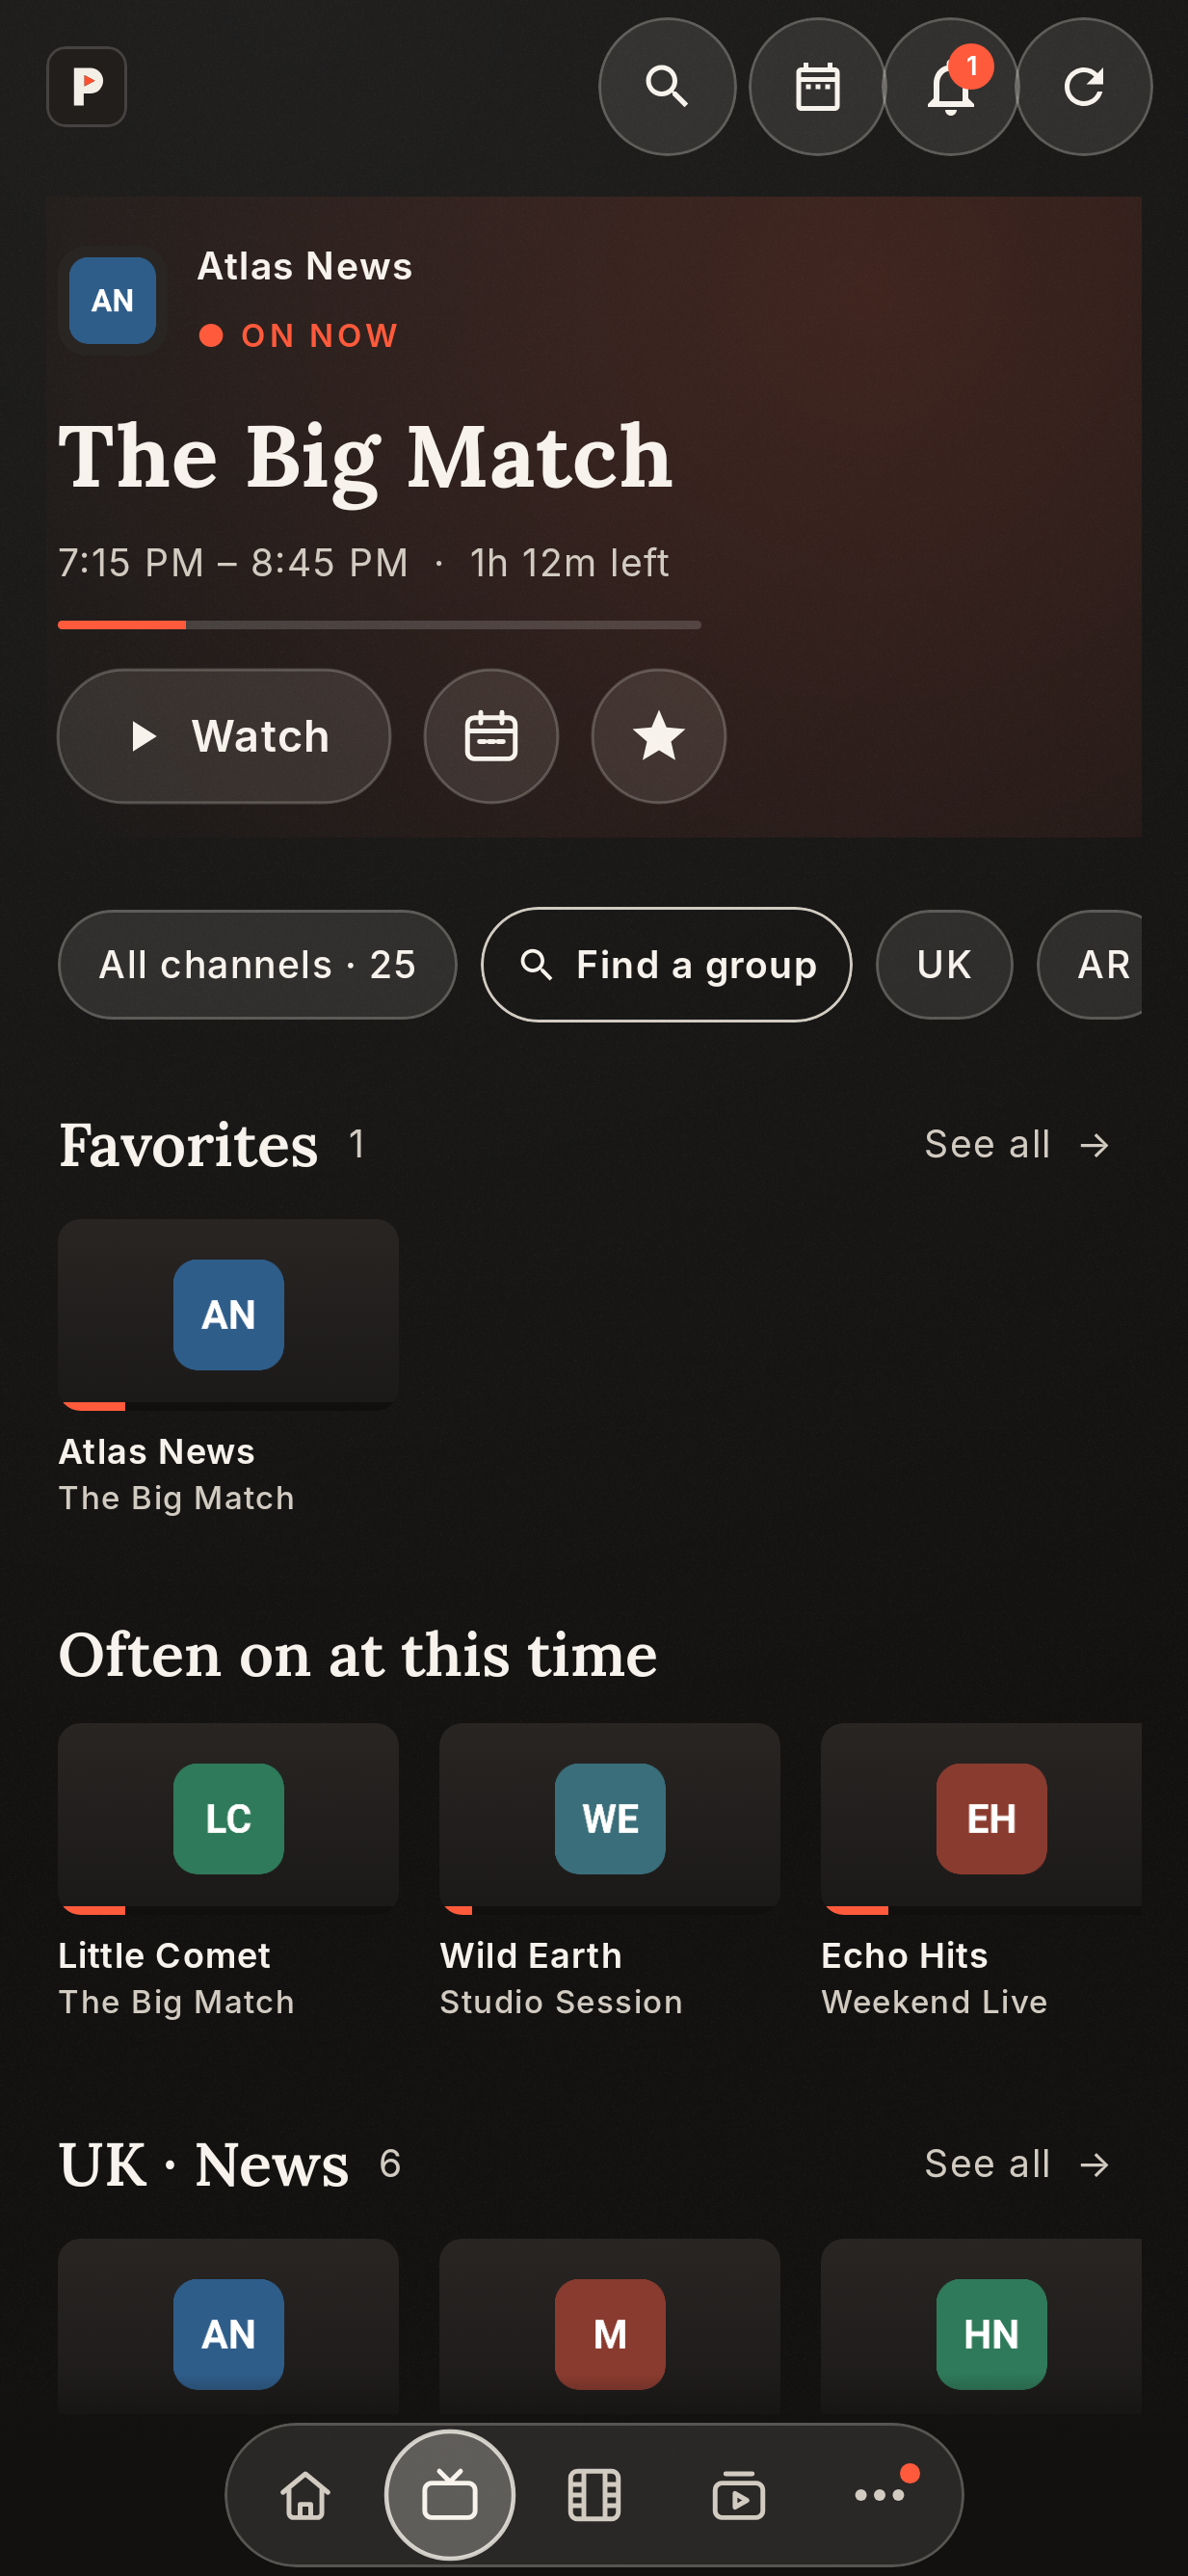 P
1
AN
Atlas News
ON NOW
The Big Match
7:15 PM – 8:45 PM · 1h 12m left
Watch
All channels · 25
Find a group
UK
AR
Favorites 1
See all →
AN
Atlas News
The Big Match
Often on at this time
LC
WE
EH
Little Comet
Wild Earth
Echo Hits
The Big Match
Studio Session
Weekend Live
UK · News 6
See all →
AN
M
HN